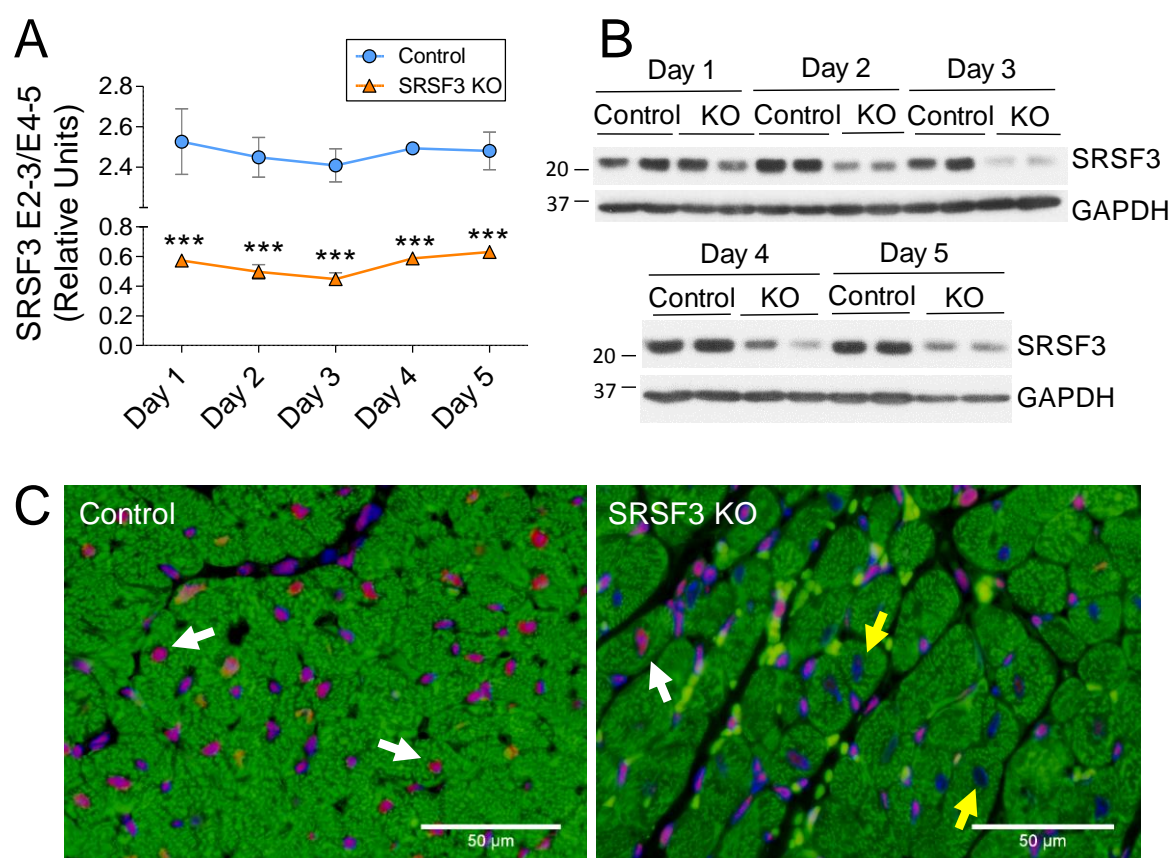 A
Control
SRSF3 KO
SRSF3 E2-3/E4-5
(Relative Units)
2.8
2.6
2.4
0.8
0.6
0.4
0.2
0.0
***
***
***
***
***
Day 1
Day 2
Day 3
Day 4
Day 5
B
Day 1 Day 2 Day 3
Control KO Control KO Control KO
20
SRSF3
37
GAPDH
Day 4 Day 5
Control KO Control KO
20
SRSF3
37
GAPDH
C
Control
50 µm
SRSF3 KO
50 µm